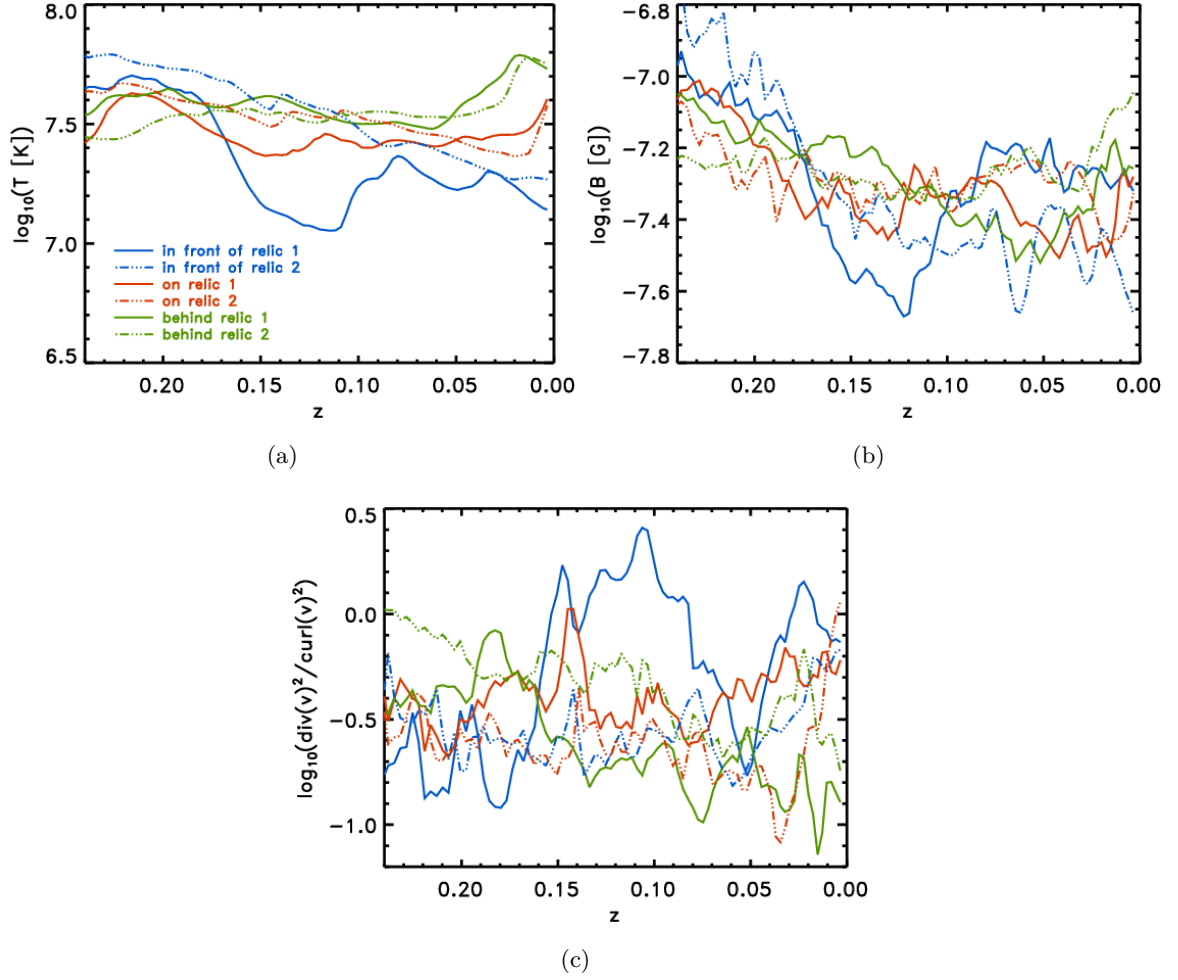 8.0
7.5
7.0
6.5
log₁₀(T [K])
in front of relic 1
in front of relic 2
on relic 1
on relic 2
behind relic 1
behind relic 2
0.20 0.15 0.10 0.05 0.00
z
(a)
−6.8
−7.0
−7.2
−7.4
−7.6
−7.8
log₁₀(B [G])
0.20 0.15 0.10 0.05 0.00
z
(b)
0.5
0.0
−0.5
−1.0
log₁₀(div(v)²/curl(v)²)
0.20 0.15 0.10 0.05 0.00
z
(c)